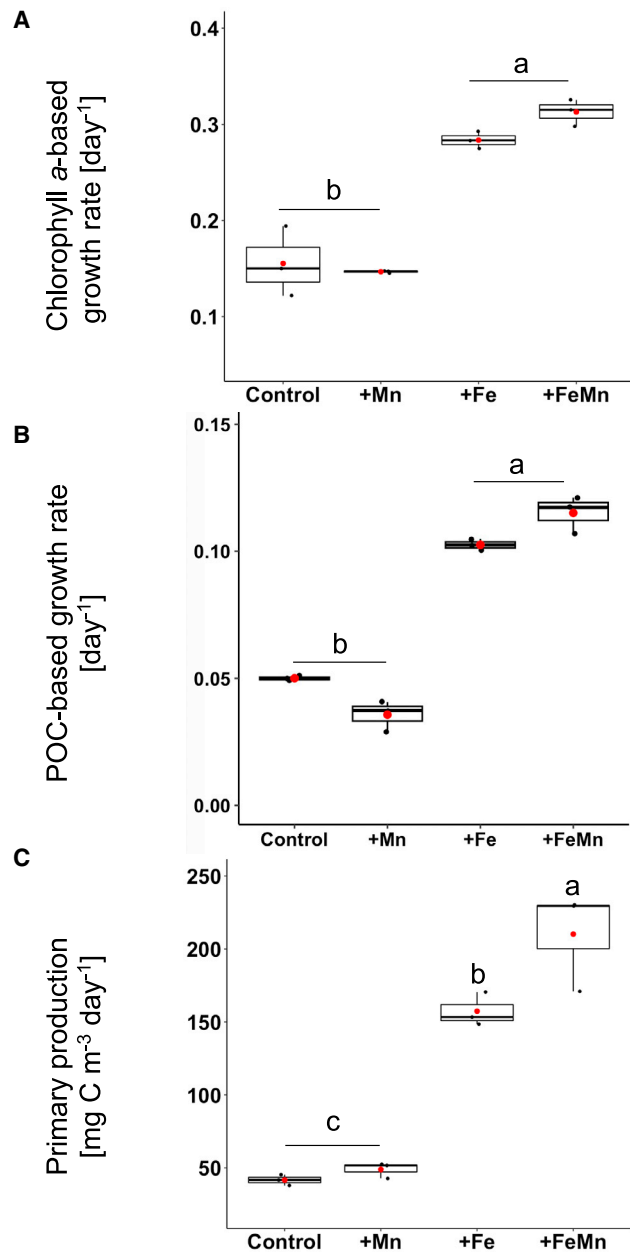 A
Chlorophyll a-based
growth rate [day-1]
0.4
0.3
0.2
0.1
b
a
Control +Mn +Fe +FeMn
B
POC-based growth rate
[day-1]
0.15
0.10
0.05
0.00
b
a
Control +Mn +Fe +FeMn
C
Primary production
[mg C m-3 day-1]
250
200
150
100
50
c
b
a
Control +Mn +Fe +FeMn